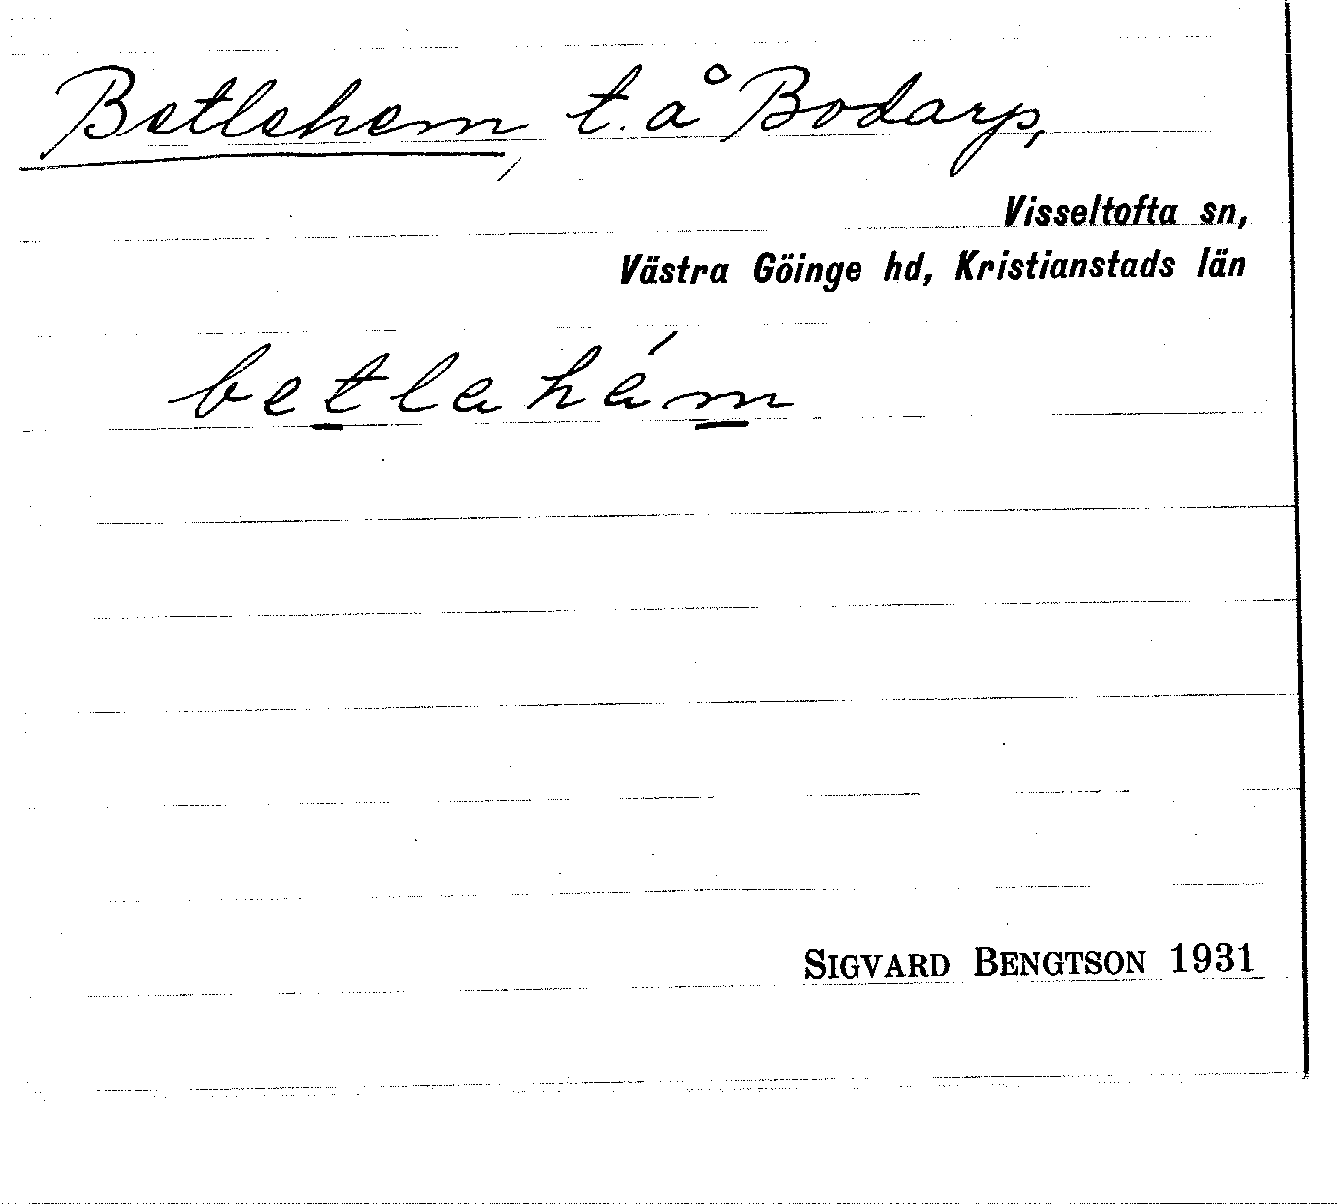 Betlehem, t. å Bodarp,
Visseltofta sn,
Västra Göinge hd, Kristianstads län
betlahém
SIGVARD BENGTSON 1931